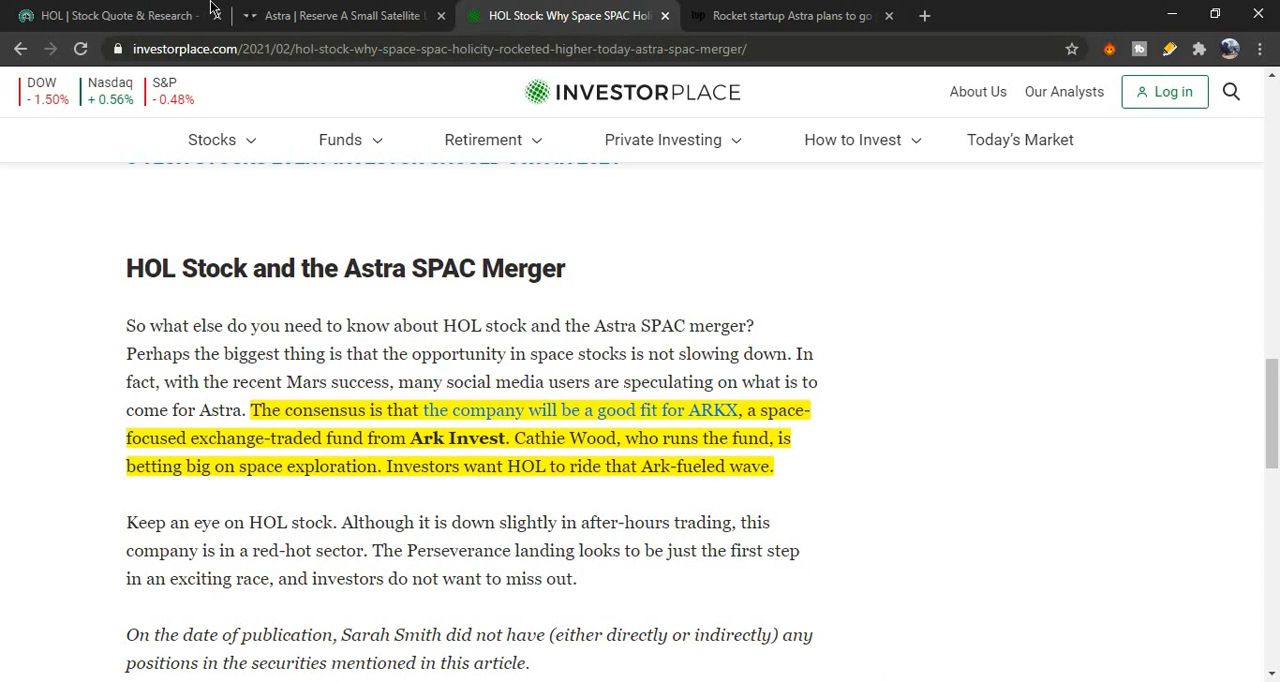 HOL | Stock Quote & Research -
Astra | Reserve A Small Satellite L
HOL Stock: Why Space SPAC Holi
Rocket startup Astra plans to go
investorplace.com/2021/02/hol-stock-why-space-spac-holicity-rocketed-higher-today-astra-spac-merger/
DOW
- 1.50%
Nasdaq
+ 0.56%
S&P
- 0.48%
INVESTORPLACE
About Us
Our Analysts
Log in
Stocks
Funds
Retirement
Private Investing
How to Invest
Today's Market
HOL Stock and the Astra SPAC Merger
So what else do you need to know about HOL stock and the Astra SPAC merger?
Perhaps the biggest thing is that the opportunity in space stocks is not slowing down. In
fact, with the recent Mars success, many social media users are speculating on what is to
come for Astra. The consensus is that the company will be a good fit for ARKX, a space-
focused exchange-traded fund from Ark Invest. Cathie Wood, who runs the fund, is
betting big on space exploration. Investors want HOL to ride that Ark-fueled wave.
Keep an eye on HOL stock. Although it is down slightly in after-hours trading, this
company is in a red-hot sector. The Perseverance landing looks to be just the first step
in an exciting race, and investors do not want to miss out.
On the date of publication, Sarah Smith did not have (either directly or indirectly) any
positions in the securities mentioned in this article.